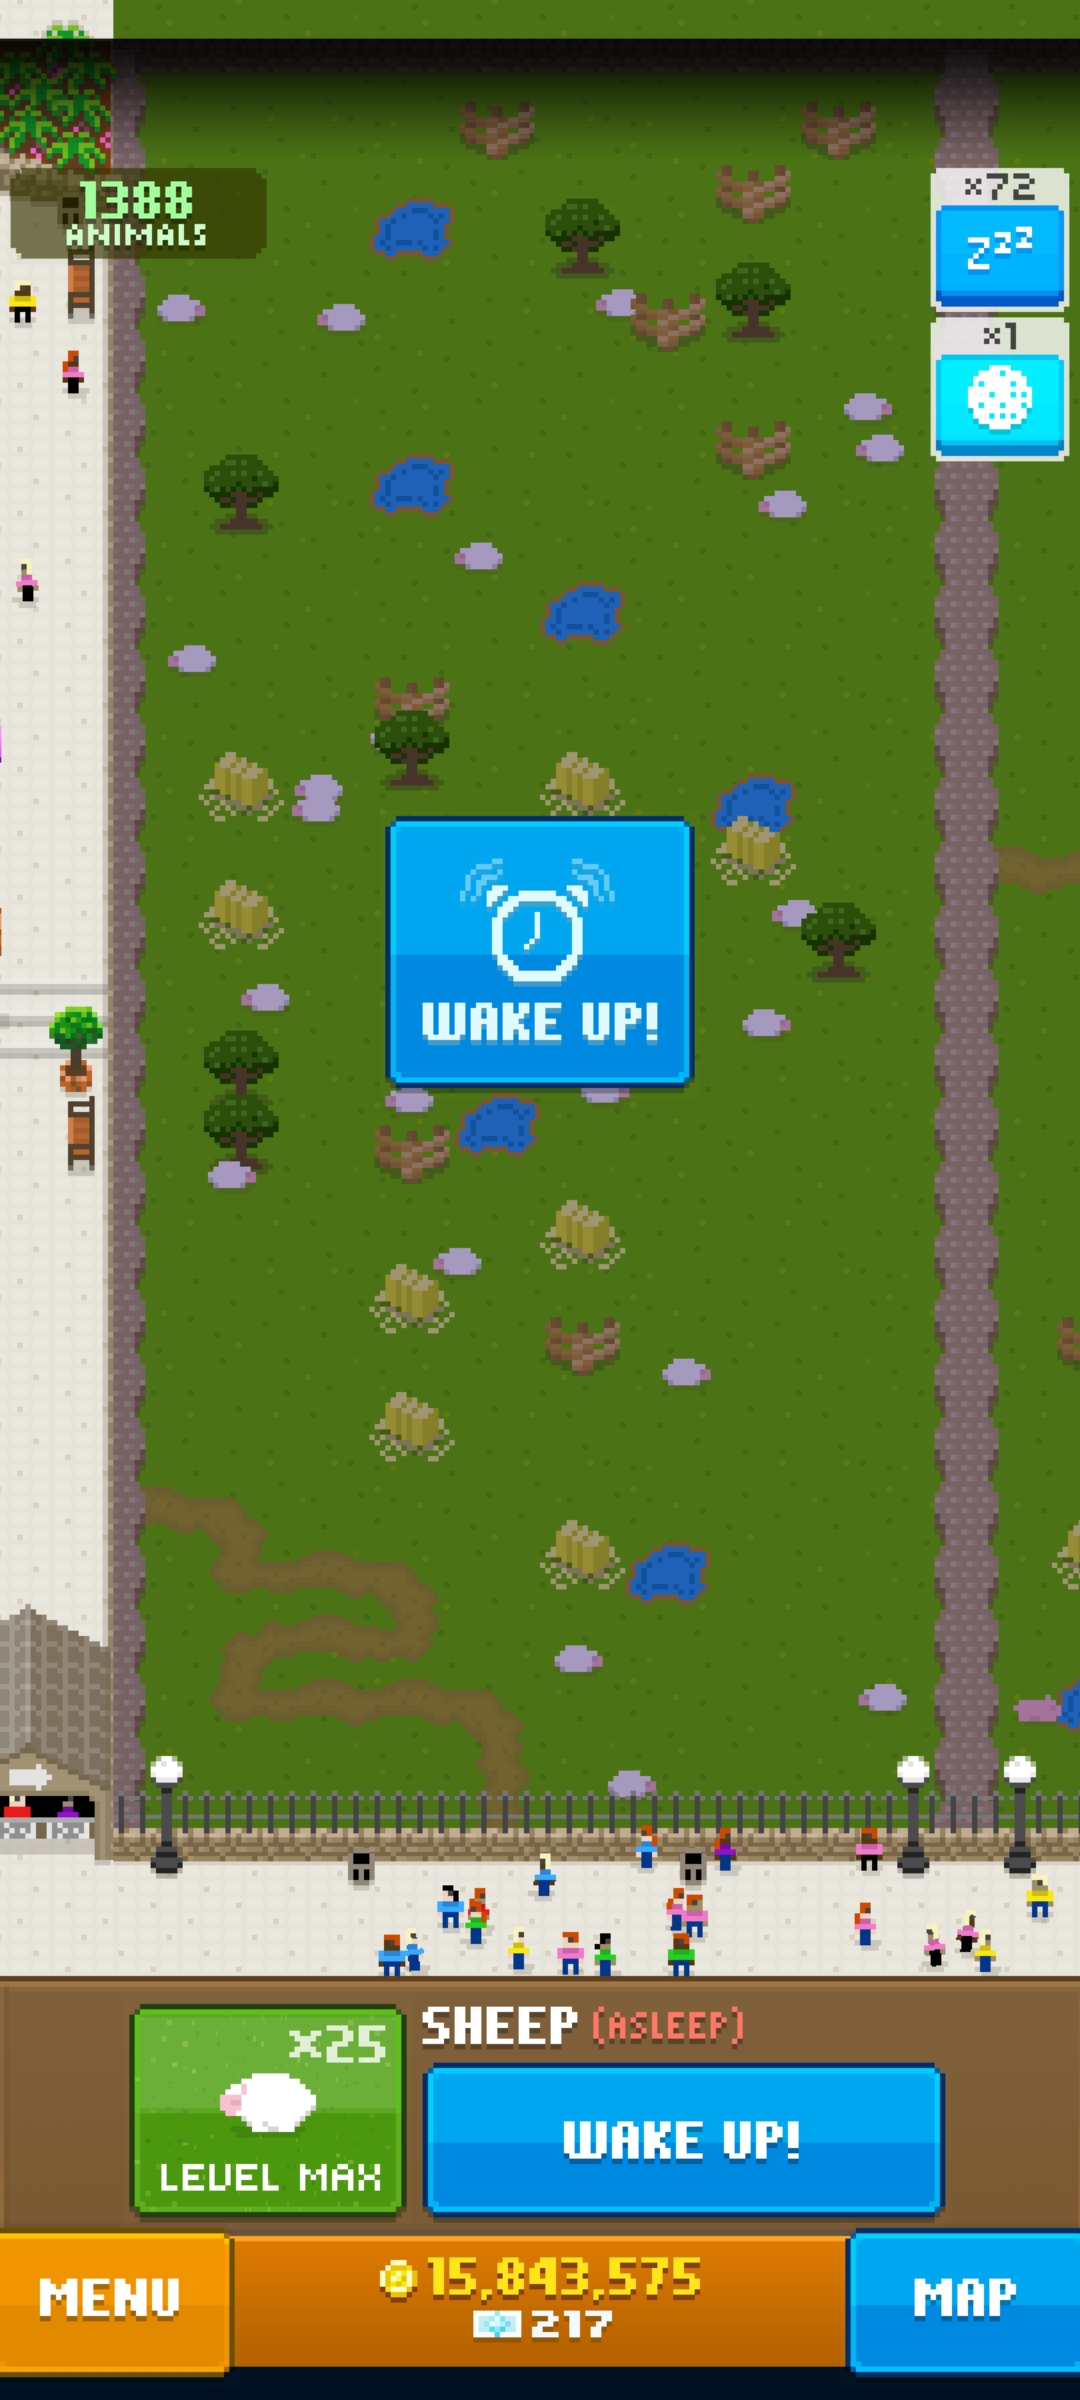 1388
ANIMALS
x72
zzz
x1
WAKE UP!
SHEEP (ASLEEP)
x25
WAKE UP!
LEVEL MAX
MENU
15,843,575
217
MAP